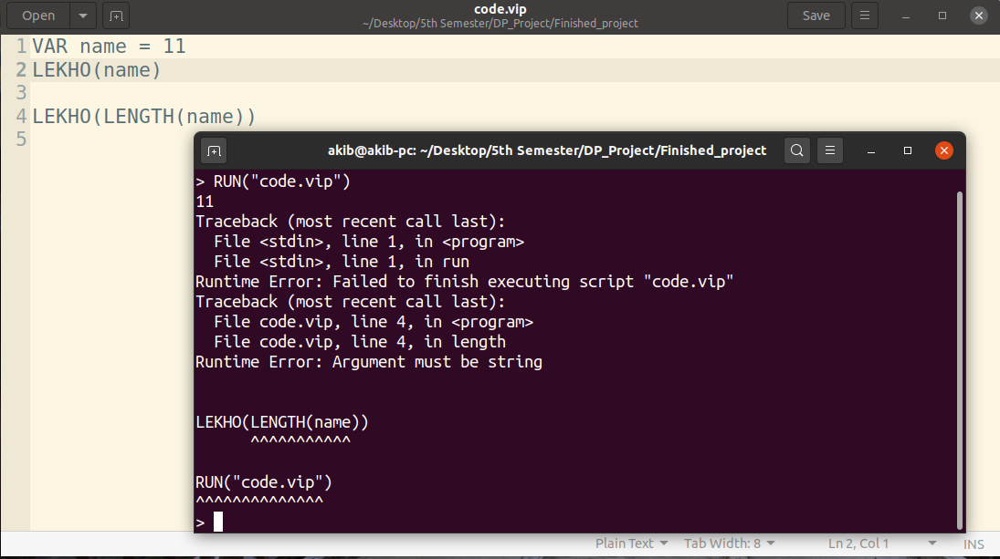 Open
code.vip
~/Desktop/5th Semester/DP_Project/Finished_project
Save
1 VAR name = 11
2 LEKHO(name)
3
4 LEKHO(LENGTH(name))
5
akib@akib-pc: ~/Desktop/5th Semester/DP_Project/Finished_project
> RUN("code.vip")
11
Traceback (most recent call last):
  File <stdin>, line 1, in <program>
  File <stdin>, line 1, in run
Runtime Error: Failed to finish executing script "code.vip"
Traceback (most recent call last):
  File code.vip, line 4, in <program>
  File code.vip, line 4, in length
Runtime Error: Argument must be string
LEKHO(LENGTH(name))
      ^^^^^^^^^^^
RUN("code.vip")
^^^^^^^^^^^^^^
>
Plain Text Tab Width: 8 Ln 2, Col 1 INS